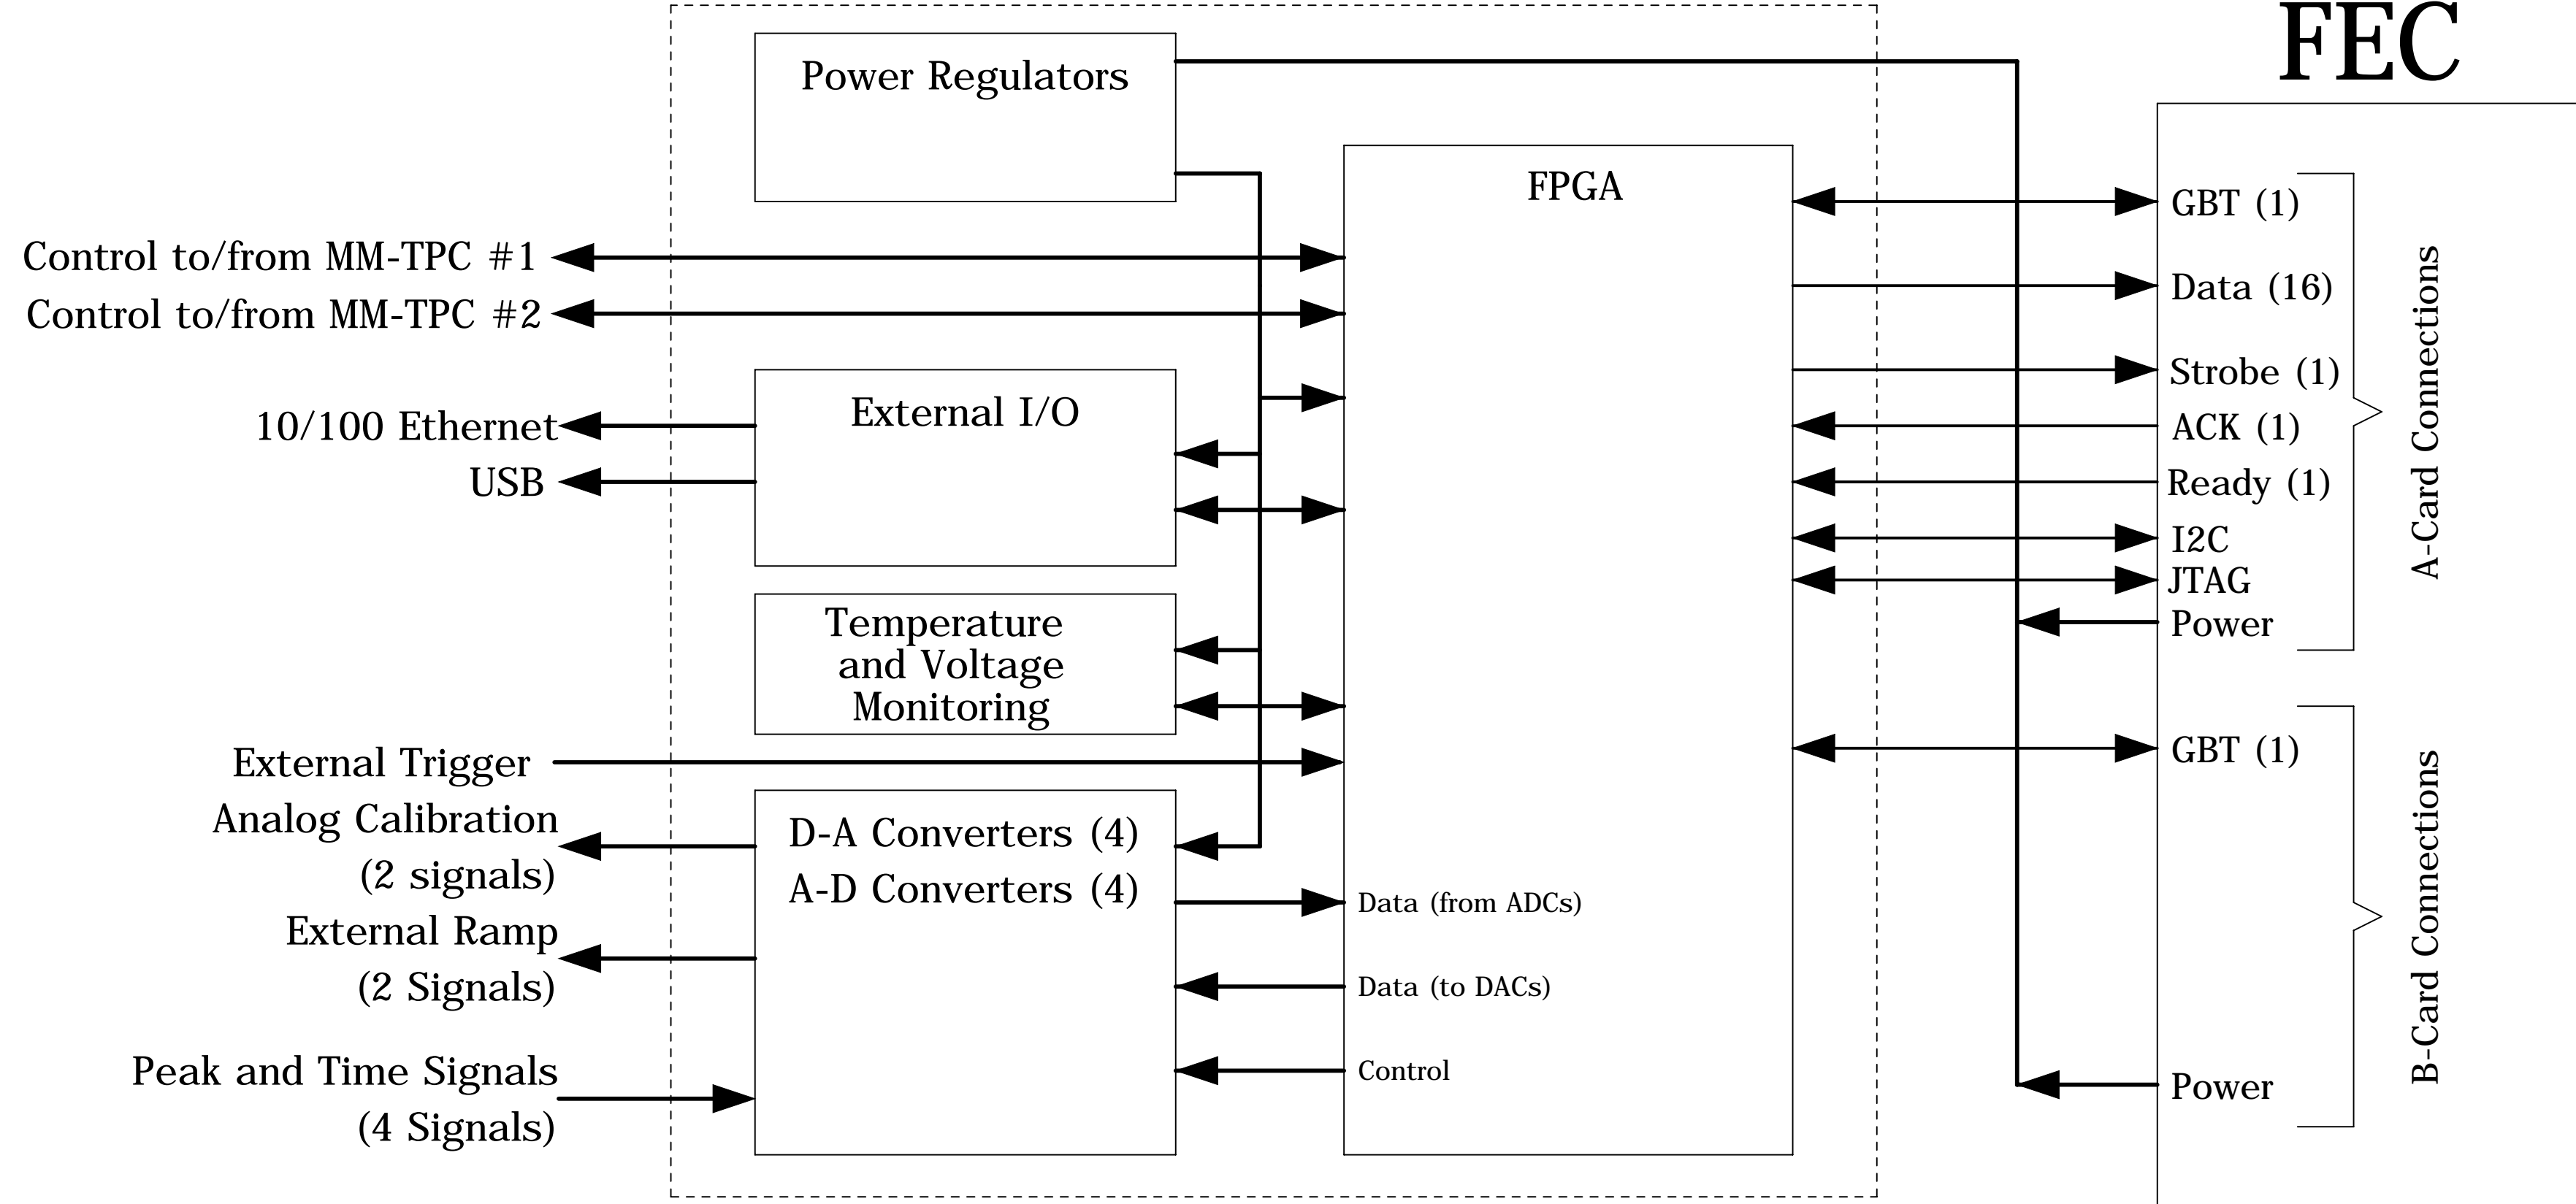 FEC
Power Regulators
FPGA
Control to/from MM-TPC #1
Control to/from MM-TPC #2
External I/O
10/100 Ethernet
USB
Temperature
and Voltage
Monitoring
External Trigger
Analog Calibration
(2 signals)
External Ramp
(2 Signals)
Peak and Time Signals
(4 Signals)
D-A Converters (4)
A-D Converters (4)
Data (from ADCs)
Data (to DACs)
Control
GBT (1)
Data (16)
Strobe (1)
ACK (1)
Ready (1)
I2C
JTAG
Power
A-Card Connections
GBT (1)
Power
B-Card Connections